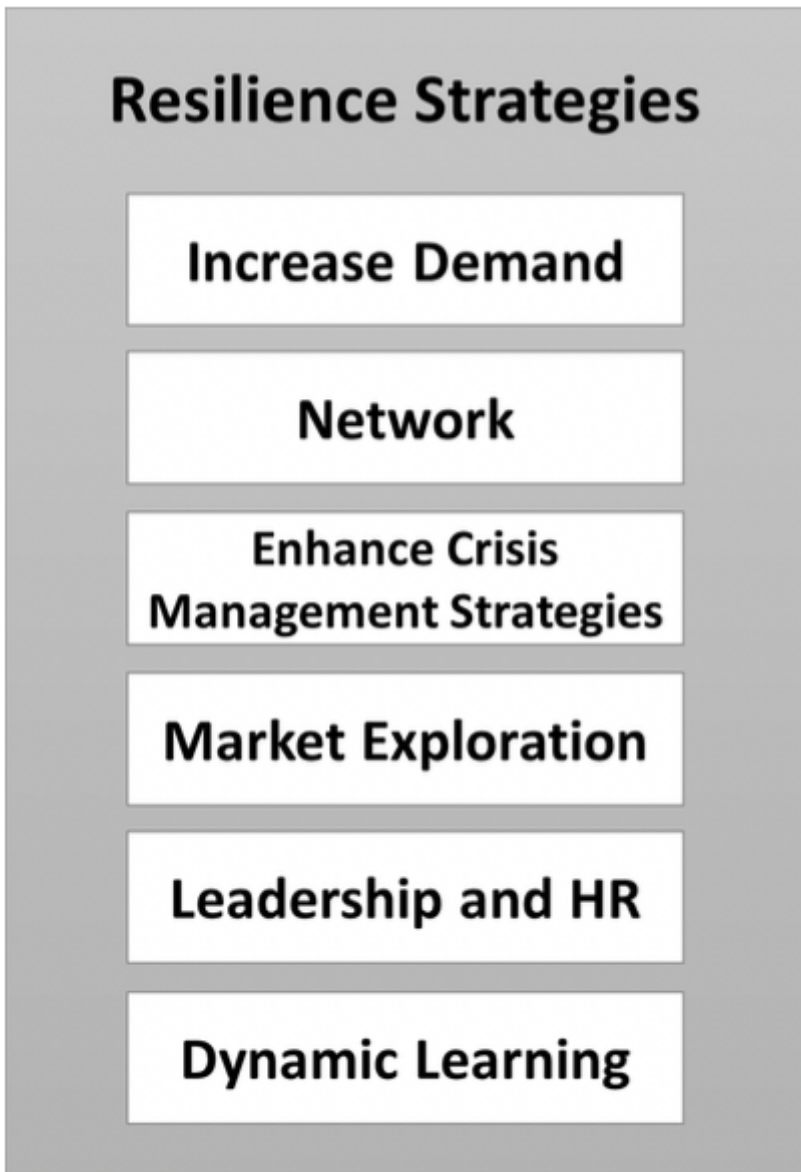 Resilience Strategies
Increase Demand
Network
Enhance Crisis
Management Strategies
Market Exploration
Leadership and HR
Dynamic Learning